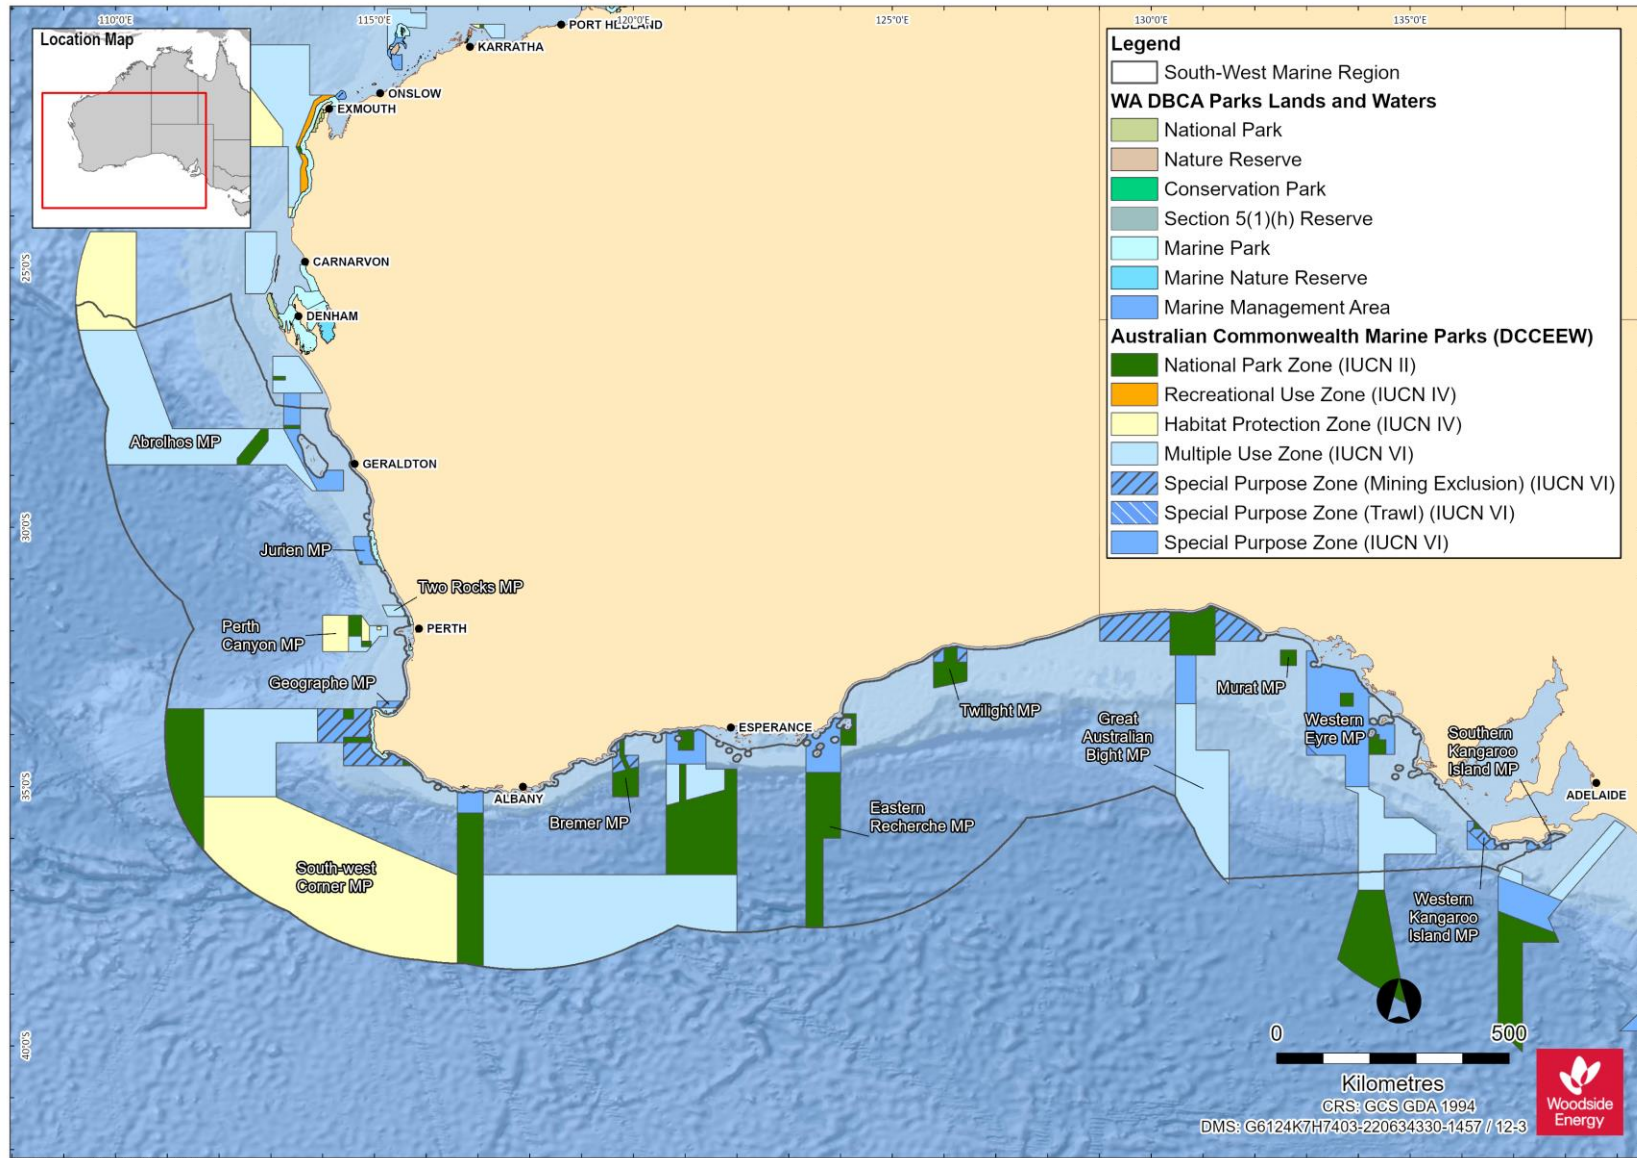 110°0'E
115°0'E
120°0'E
125°0'E
130°0'E
135°0'E
Location Map
PORT HEDLAND
KARRATHA
ONSLOW
EXMOUTH
CARNARVON
DENHAM
GERALDTON
PERTH
ALBANY
ESPERANCE
ADELAIDE
25°0'S
30°0'S
35°0'S
40°0'S
Abrolhos MP
Jurien MP
Two Rocks MP
Perth
Canyon MP
Geographe MP
South-west
Corner MP
Bremer MP
Eastern
Recherche MP
Twilight MP
Great
Australian
Bight MP
Murat MP
Western
Eyre MP
Southern
Kangaroo
Island MP
Western
Kangaroo
Island MP
Legend
South-West Marine Region
WA DBCA Parks Lands and Waters
National Park
Nature Reserve
Conservation Park
Section 5(1)(h) Reserve
Marine Park
Marine Nature Reserve
Marine Management Area
Australian Commonwealth Marine Parks (DCCEEW)
National Park Zone (IUCN II)
Recreational Use Zone (IUCN IV)
Habitat Protection Zone (IUCN IV)
Multiple Use Zone (IUCN VI)
Special Purpose Zone (Mining Exclusion) (IUCN VI)
Special Purpose Zone (Trawl) (IUCN VI)
Special Purpose Zone (IUCN VI)
0 500
Kilometres
CRS: GCS GDA 1994
DMS: G6124K7H7403-220634330-1457 / 12-3
Woodside
Energy